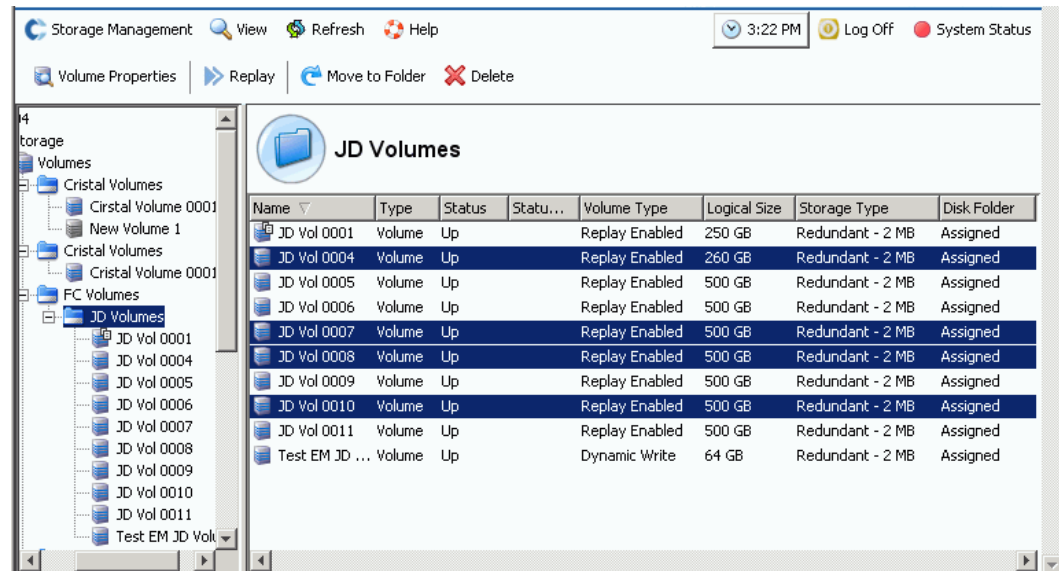 Storage Management View Refresh Help 3:22 PM Log Off System Status
Volume Properties Replay Move to Folder Delete
torage
Volumes
Cristal Volumes
Cirstal Volume 0001
New Volume 1
Cristal Volumes
Cristal Volume 0001
FC Volumes
JD Volumes
JD Vol 0001
JD Vol 0004
JD Vol 0005
JD Vol 0006
JD Vol 0007
JD Vol 0008
JD Vol 0009
JD Vol 0010
JD Vol 0011
Test EM JD Volu
JD Volumes
Name Type Status Statu... Volume Type Logical Size Storage Type Disk Folder
JD Vol 0001 Volume Up Replay Enabled 250 GB Redundant - 2 MB Assigned
JD Vol 0004 Volume Up Replay Enabled 260 GB Redundant - 2 MB Assigned
JD Vol 0005 Volume Up Replay Enabled 500 GB Redundant - 2 MB Assigned
JD Vol 0006 Volume Up Replay Enabled 500 GB Redundant - 2 MB Assigned
JD Vol 0007 Volume Up Replay Enabled 500 GB Redundant - 2 MB Assigned
JD Vol 0008 Volume Up Replay Enabled 500 GB Redundant - 2 MB Assigned
JD Vol 0009 Volume Up Replay Enabled 500 GB Redundant - 2 MB Assigned
JD Vol 0010 Volume Up Replay Enabled 500 GB Redundant - 2 MB Assigned
JD Vol 0011 Volume Up Replay Enabled 500 GB Redundant - 2 MB Assigned
Test EM JD ... Volume Up Dynamic Write 64 GB Redundant - 2 MB Assigned